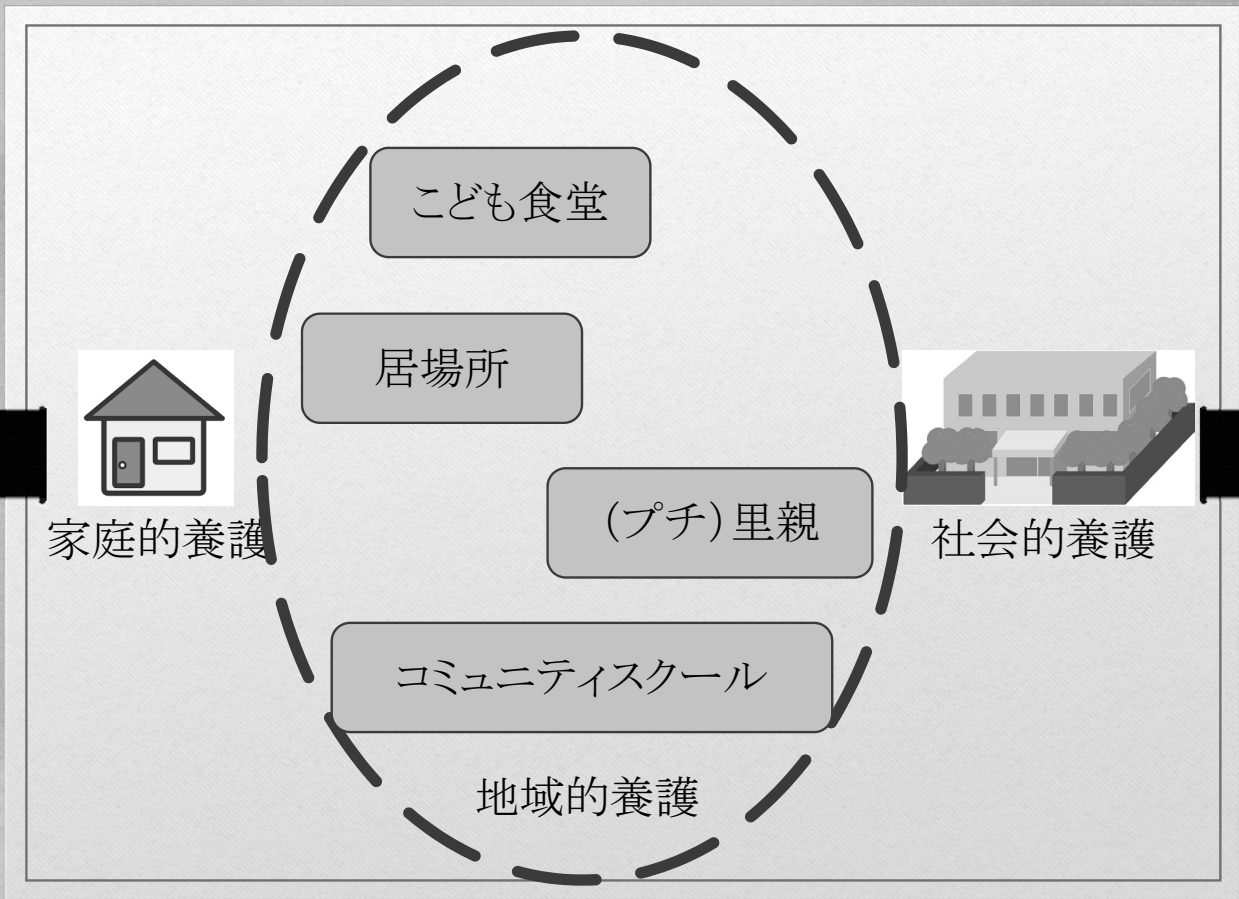 こども食堂
居場所
(プチ)里親
家庭的養護
社会的養護
コミュニティスクール
地域的養護